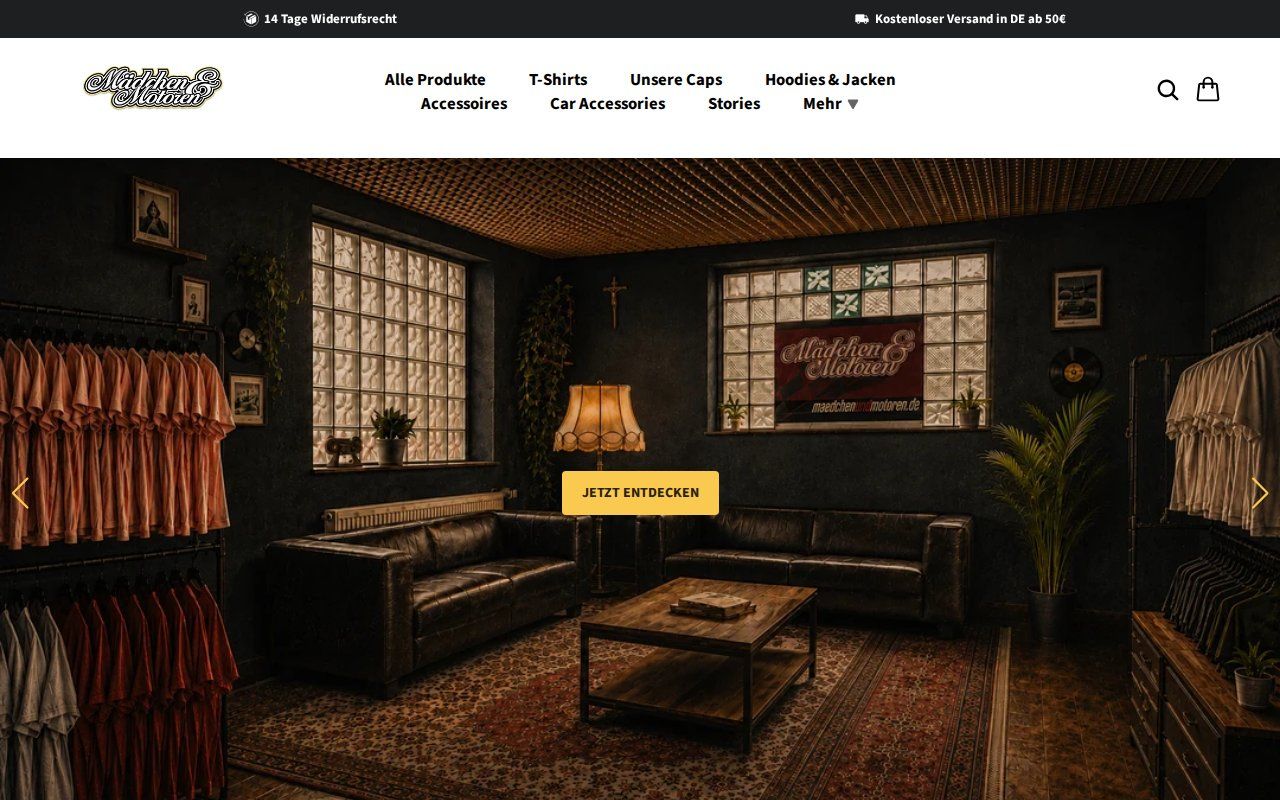 14 Tage Widerrufsrecht
Kostenloser Versand in DE ab 50€
Mädchen &
Motoren
Alle Produkte T-Shirts Unsere Caps Hoodies & Jacken
Accessoires Car Accessories Stories Mehr ▼
Mädchen &
Motoren
maedchenundmotoren.de
JETZT ENTDECKEN